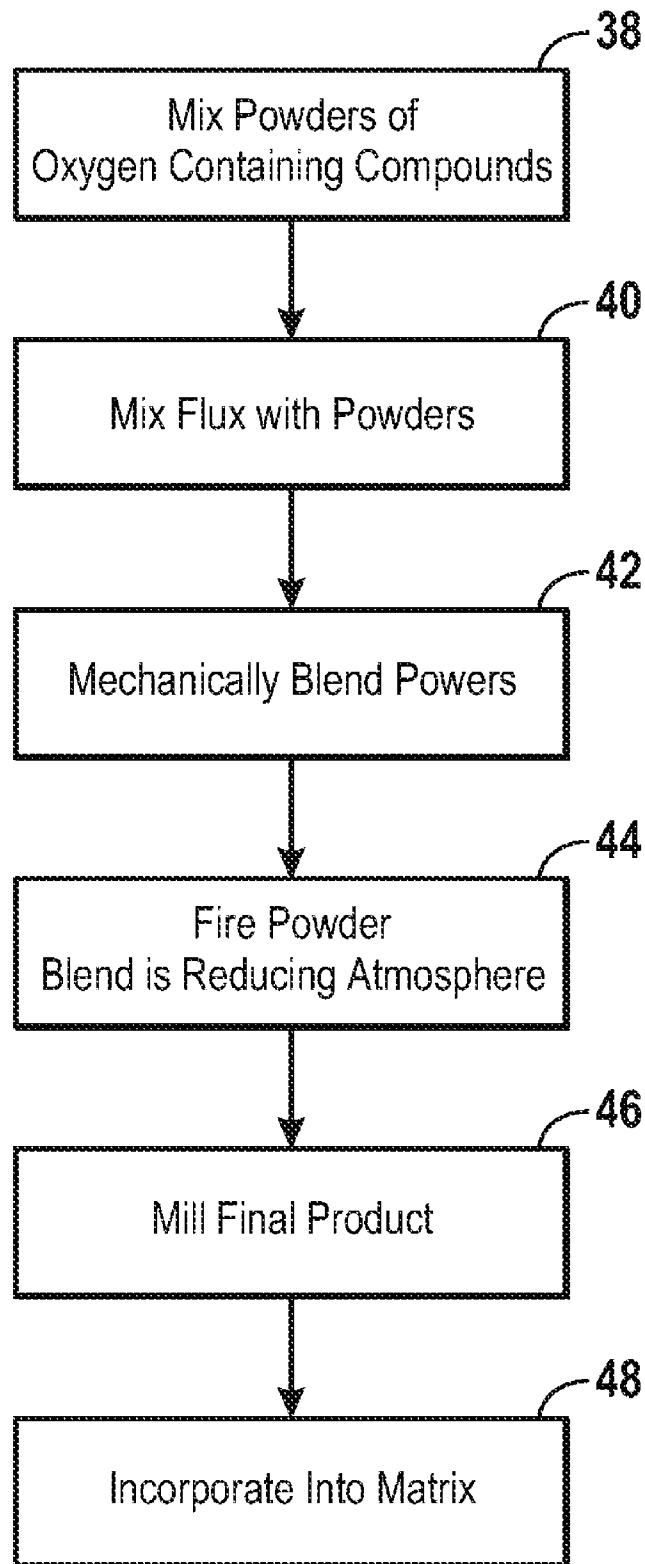 38
Mix Powders of
Oxygen Containing Compounds
40
Mix Flux with Powders
42
Mechanically Blend Powers
44
Fire Powder
Blend is Reducing Atmosphere
46
Mill Final Product
48
Incorporate Into Matrix